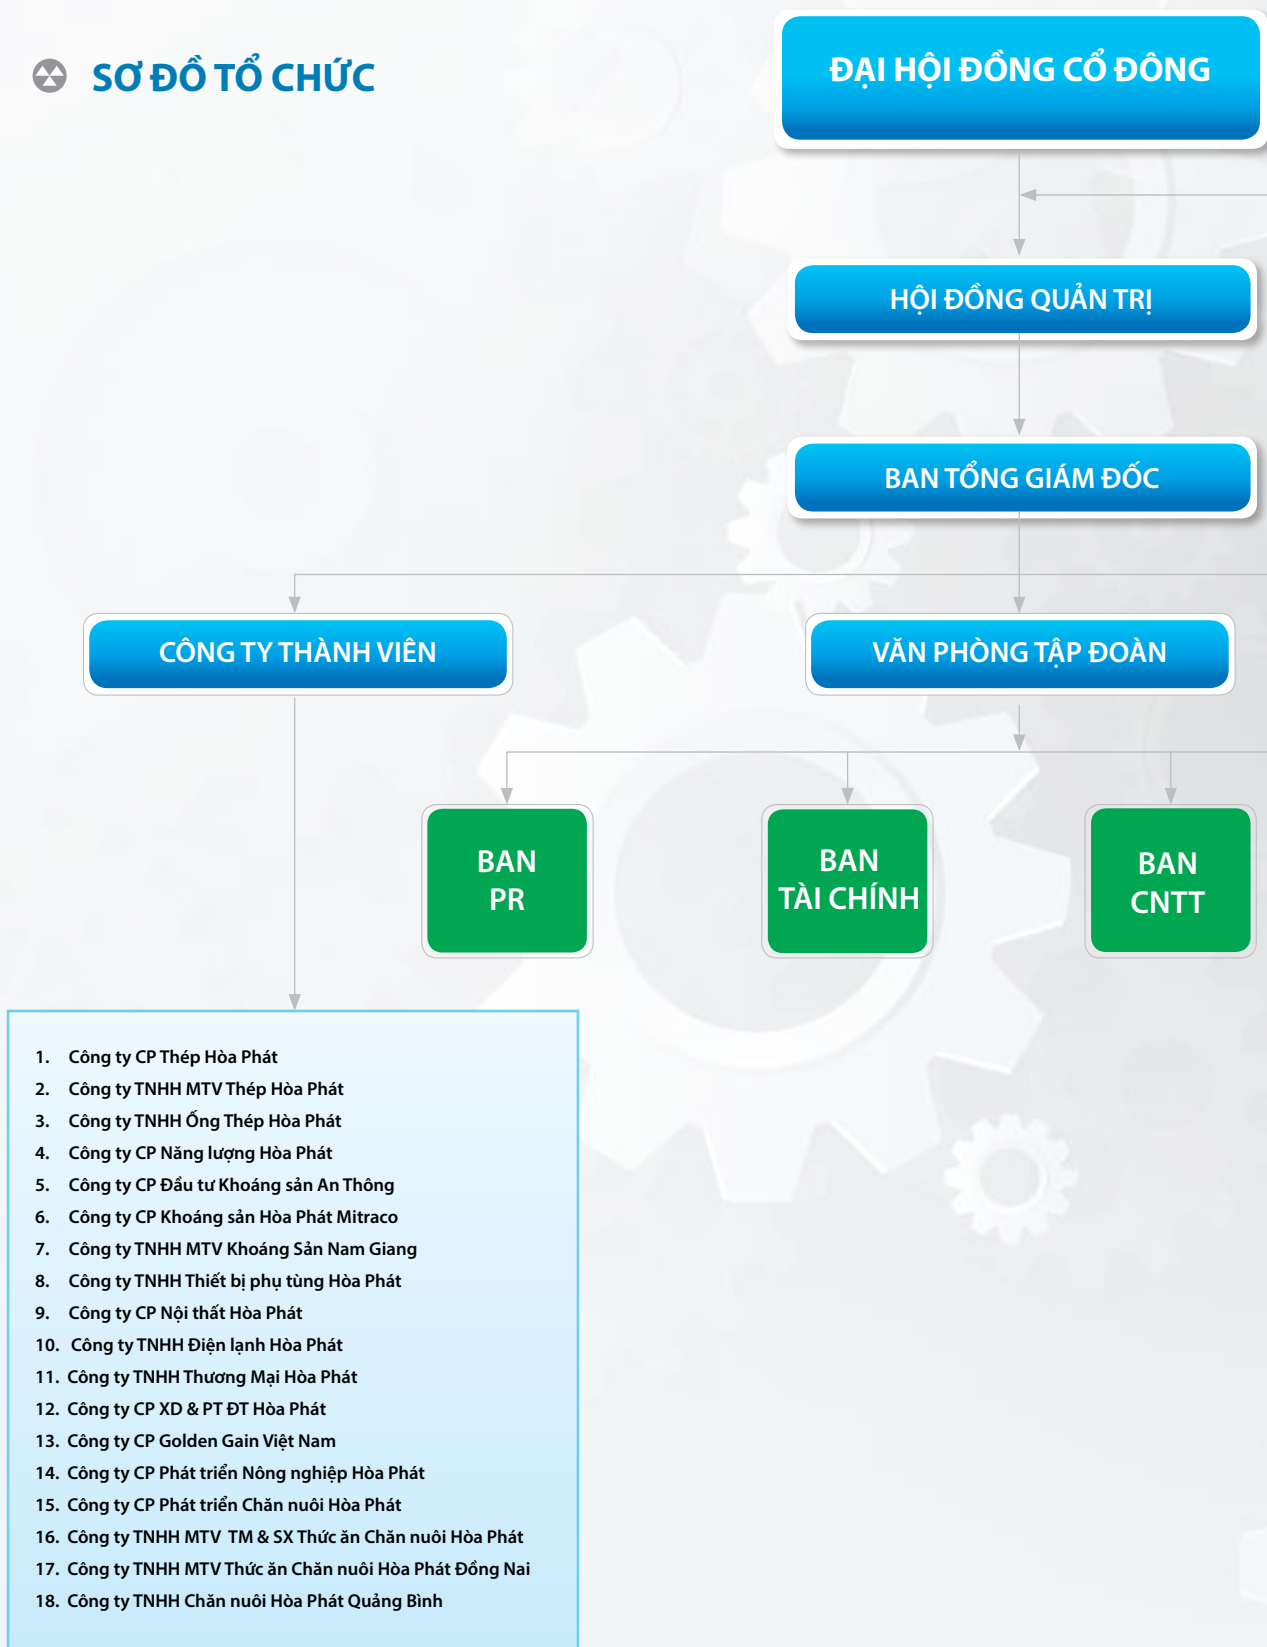 SƠ ĐỒ TỔ CHỨC
ĐẠI HỘI ĐỒNG CỔ ĐÔNG
HỘI ĐỒNG QUẢN TRỊ
BAN TỔNG GIÁM ĐỐC
CÔNG TY THÀNH VIÊN
VĂN PHÒNG TẬP ĐOÀN
BAN
PR
BAN
TÀI CHÍNH
BAN
CNTT
1. Công ty CP Thép Hòa Phát
2. Công ty TNHH MTV Thép Hòa Phát
3. Công ty TNHH Ống Thép Hòa Phát
4. Công ty CP Năng lượng Hòa Phát
5. Công ty CP Đầu tư Khoáng sản An Thông
6. Công ty CP Khoáng sản Hòa Phát Mitraco
7. Công ty TNHH MTV Khoáng Sản Nam Giang
8. Công ty TNHH Thiết bị phụ tùng Hòa Phát
9. Công ty CP Nội thất Hòa Phát
10. Công ty TNHH Điện lạnh Hòa Phát
11. Công ty TNHH Thương Mại Hòa Phát
12. Công ty CP XD & PT ĐT Hòa Phát
13. Công ty CP Golden Gain Việt Nam
14. Công ty CP Phát triển Nông nghiệp Hòa Phát
15. Công ty CP Phát triển Chăn nuôi Hòa Phát
16. Công ty TNHH MTV TM & SX Thức ăn Chăn nuôi Hòa Phát
17. Công ty TNHH MTV Thức ăn Chăn nuôi Hòa Phát Đồng Nai
18. Công ty TNHH Chăn nuôi Hòa Phát Quảng Bình